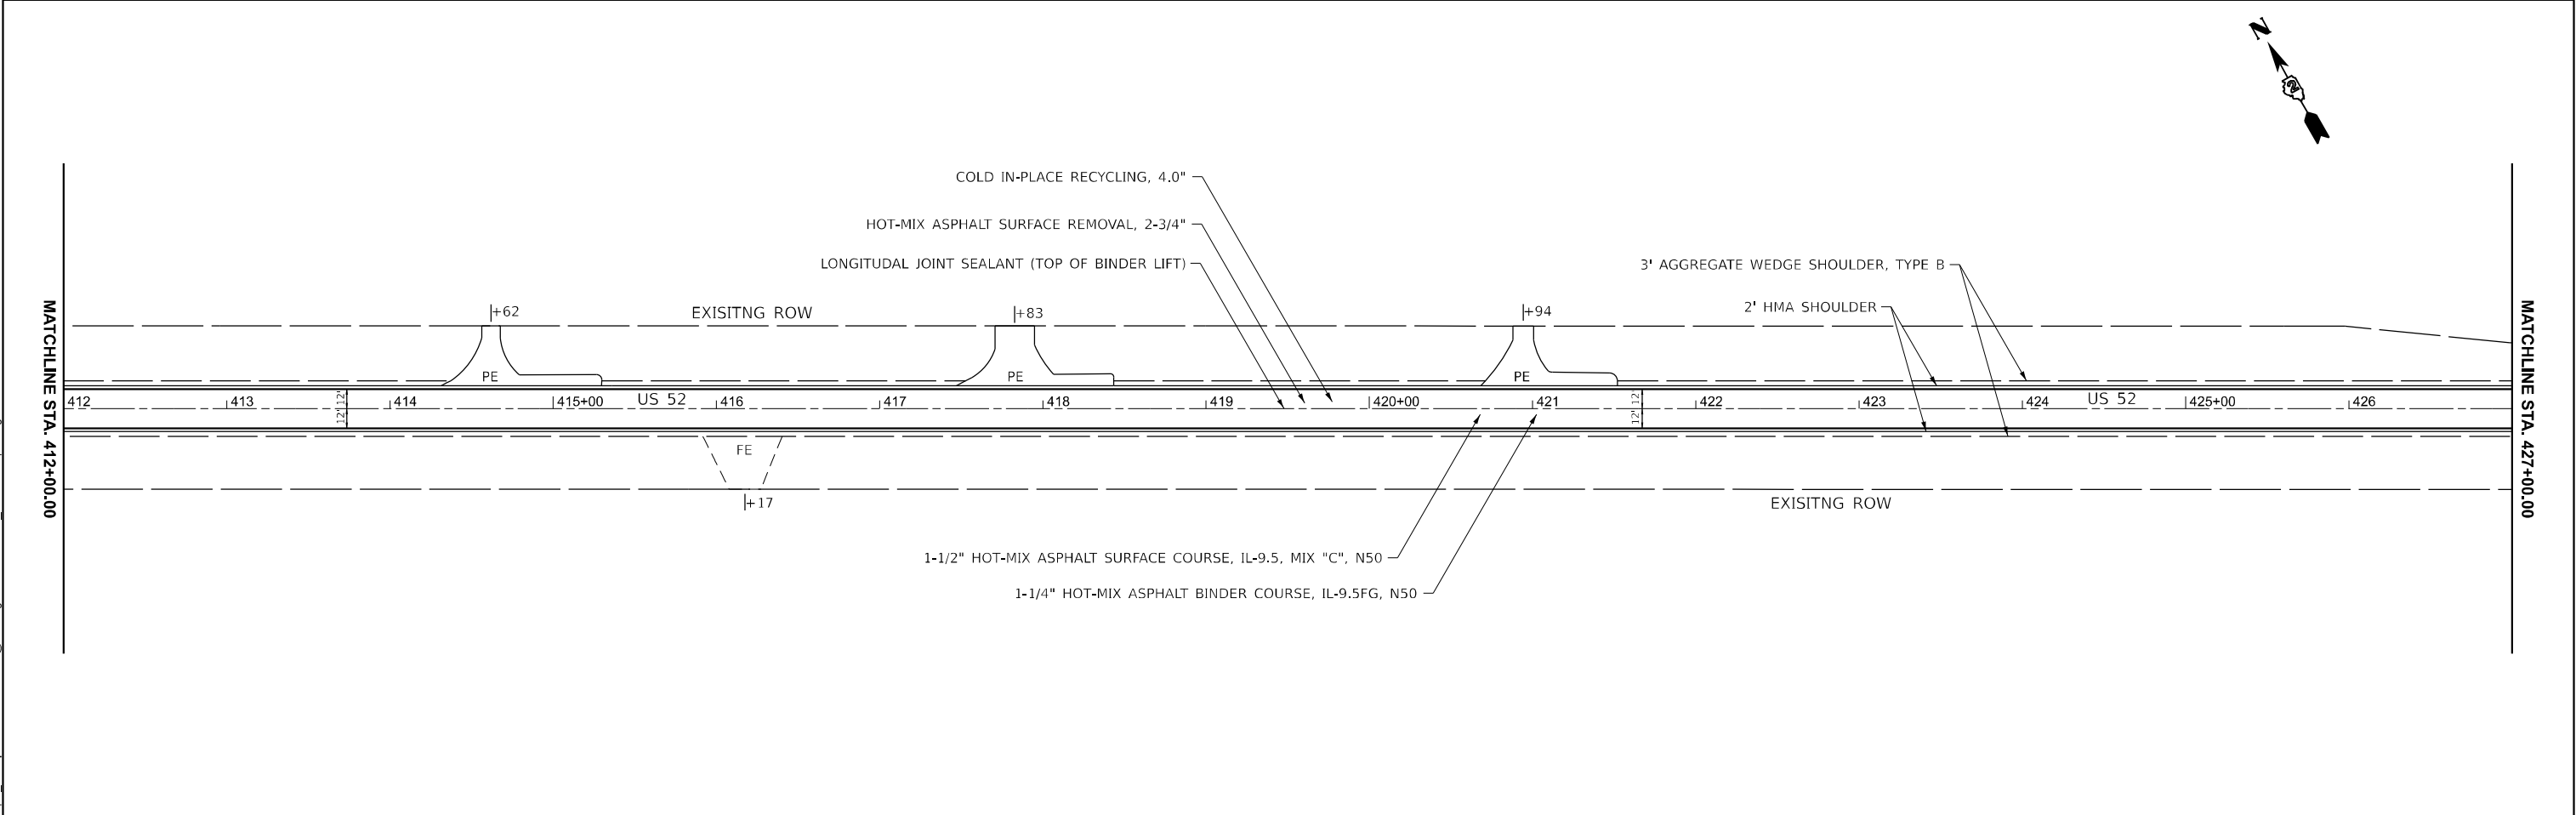 N
2
COLD IN-PLACE RECYCLING, 4.0"
HOT-MIX ASPHALT SURFACE REMOVAL, 2-3/4"
LONGITUDAL JOINT SEALANT (TOP OF BINDER LIFT)
3' AGGREGATE WEDGE SHOULDER, TYPE B
2' HMA SHOULDER
MATCHLINE STA. 412+00.00
MATCHLINE STA. 427+00.00
+62
EXISITNG ROW
+83
+94
PE
PE
PE
412
413
12' 12'
414
415+00
US 52
416
417
418
419
420+00
421
12' 12'
422
423
424
US 52
425+00
426
FE
+17
EXISITNG ROW
1-1/2" HOT-MIX ASPHALT SURFACE COURSE, IL-9.5, MIX "C", N50
1-1/4" HOT-MIX ASPHALT BINDER COURSE, IL-9.5FG, N50